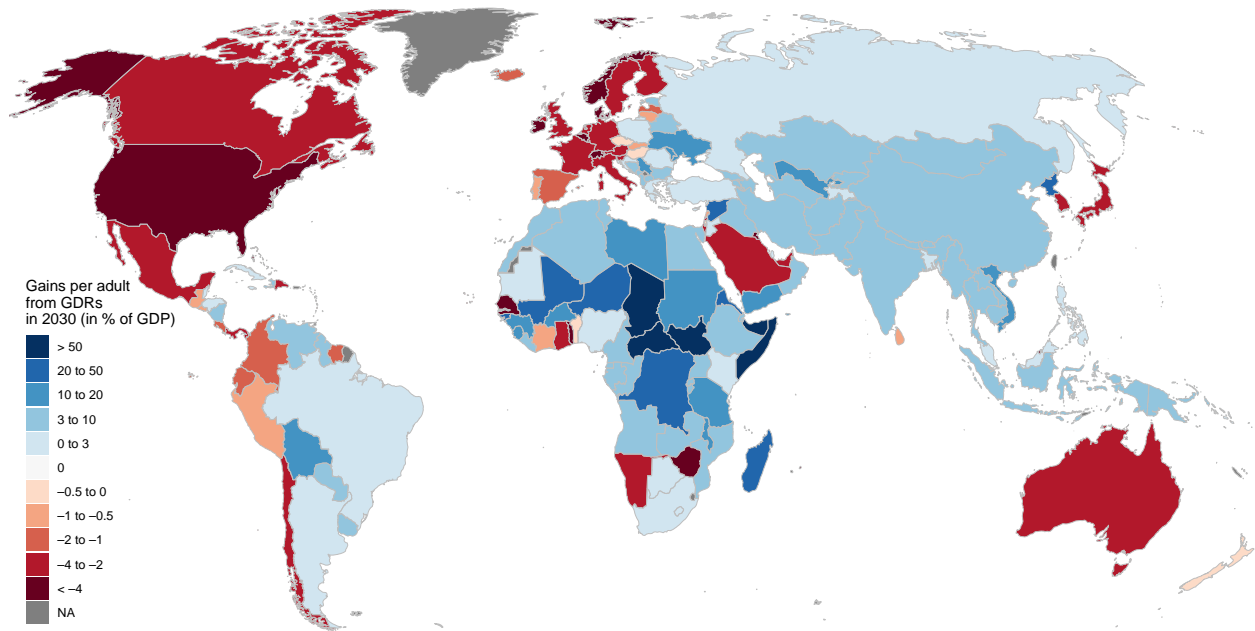 Gains per adult
from GDRs
in 2030 (in % of GDP)
> 50
20 to 50
10 to 20
3 to 10
0 to 3
0
–0.5 to 0
–1 to –0.5
–2 to –1
–4 to –2
< –4
NA